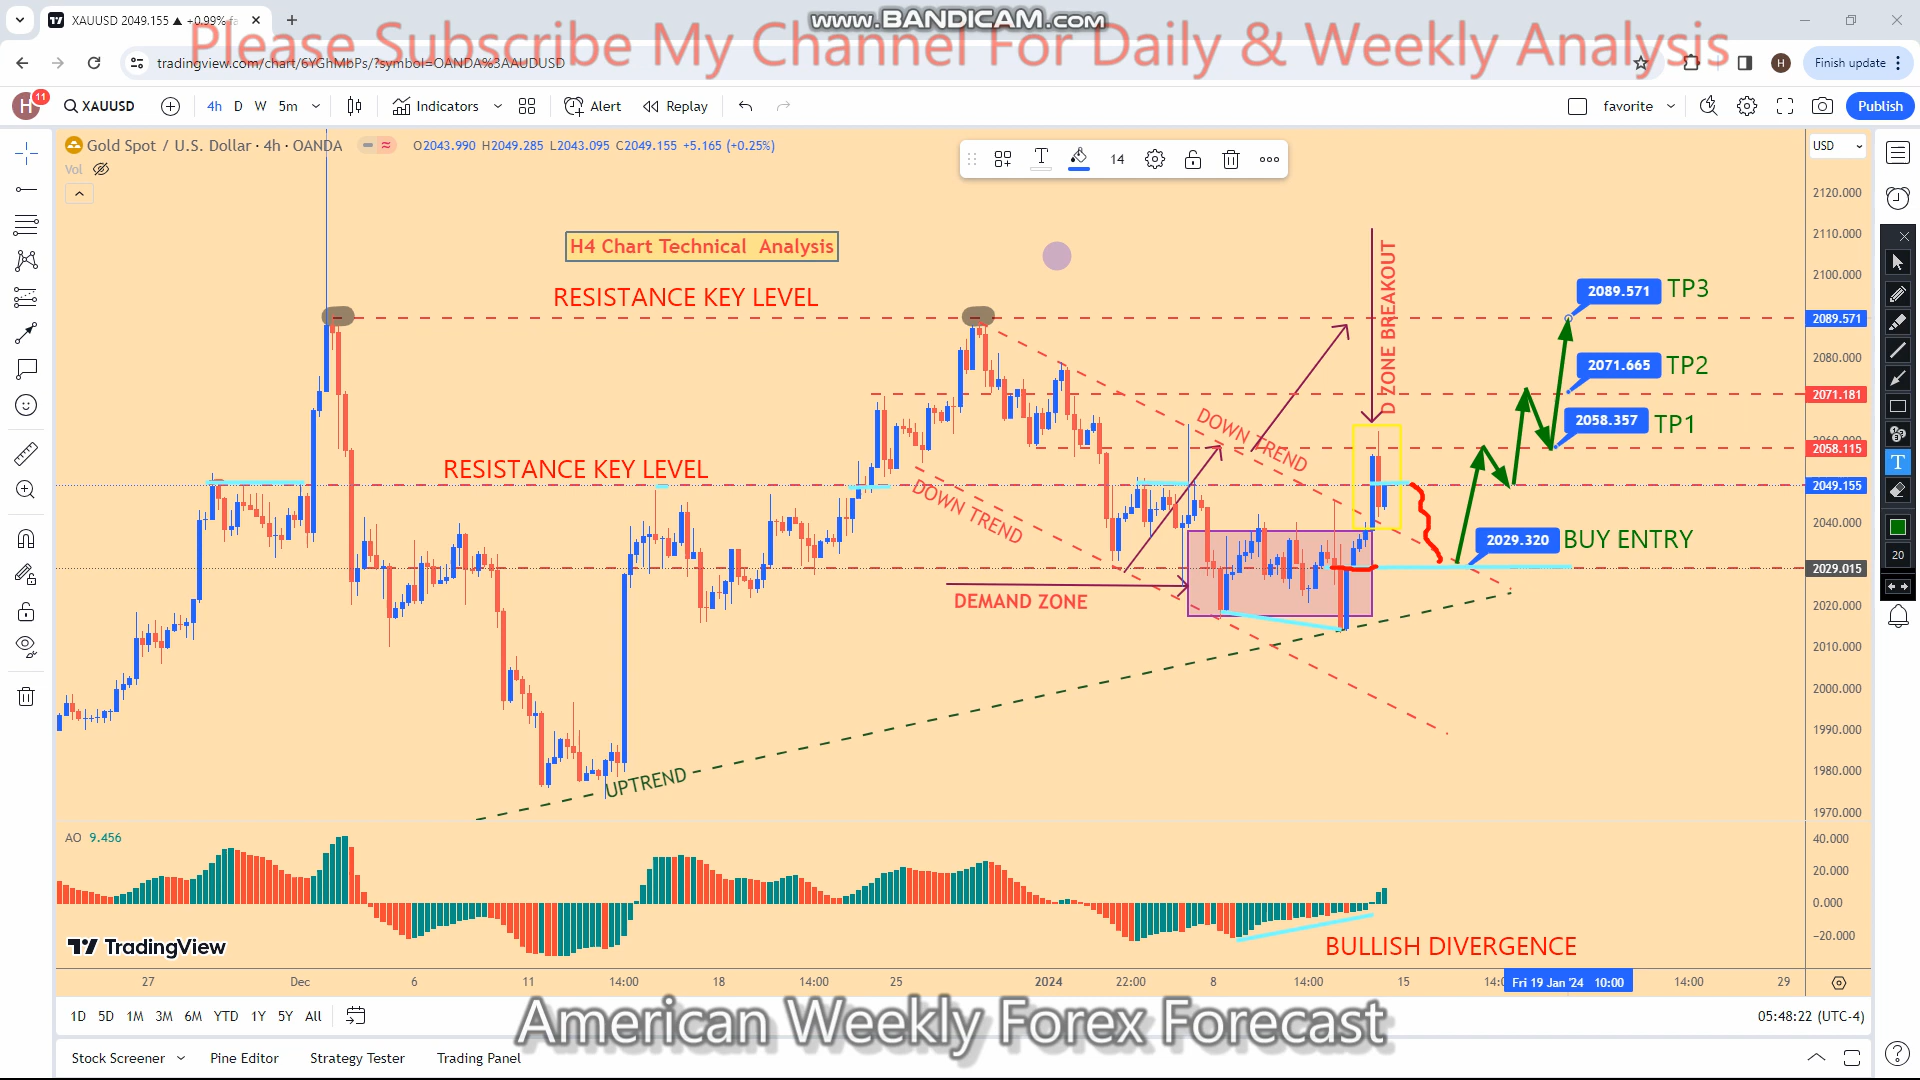 XAUUSD 2049.155 ▲ +0.99%
www.BANDICAM.com
Please Subscribe My Channel For Daily & Weekly Analysis
tradingview.com/chart/6YGhMbPs/?symbol=OANDA%3AAUDUSD
H
Finish update
H
11
XAUUSD
4h D W 5m
Indicators
Alert
Replay
favorite
Publish
Gold Spot / U.S. Dollar · 4h · OANDA
O2043.990 H2049.285 L2043.095 C2049.155 +5.165 (+0.25%)
Vol
14
USD
2120.000
2110.000
2100.000
2089.571
2080.000
2071.181
2058.115
2049.155
2040.000
2029.015
2020.000
2010.000
2000.000
1990.000
1980.000
1970.000
H4 Chart Technical Analysis
RESISTANCE KEY LEVEL
D ZONE BREAKOUT
2089.571 TP3
2071.665 TP2
2058.357 TP1
DOWN TREND
RESISTANCE KEY LEVEL
DOWN TREND
2029.320 BUY ENTRY
DEMAND ZONE
UPTREND
20
AO 9.456
40.000
20.000
0.000
−20.000
BULLISH DIVERGENCE
TradingView
27 Dec 6 11 14:00 18 14:00 25 2024 22:00 8 14:00 15 Fri 19 Jan '24 10:00 14:00 29
1D 5D 1M 3M 6M YTD 1Y 5Y All
05:48:22 (UTC-4)
American Weekly Forex Forecast
Stock Screener
Pine Editor
Strategy Tester
Trading Panel